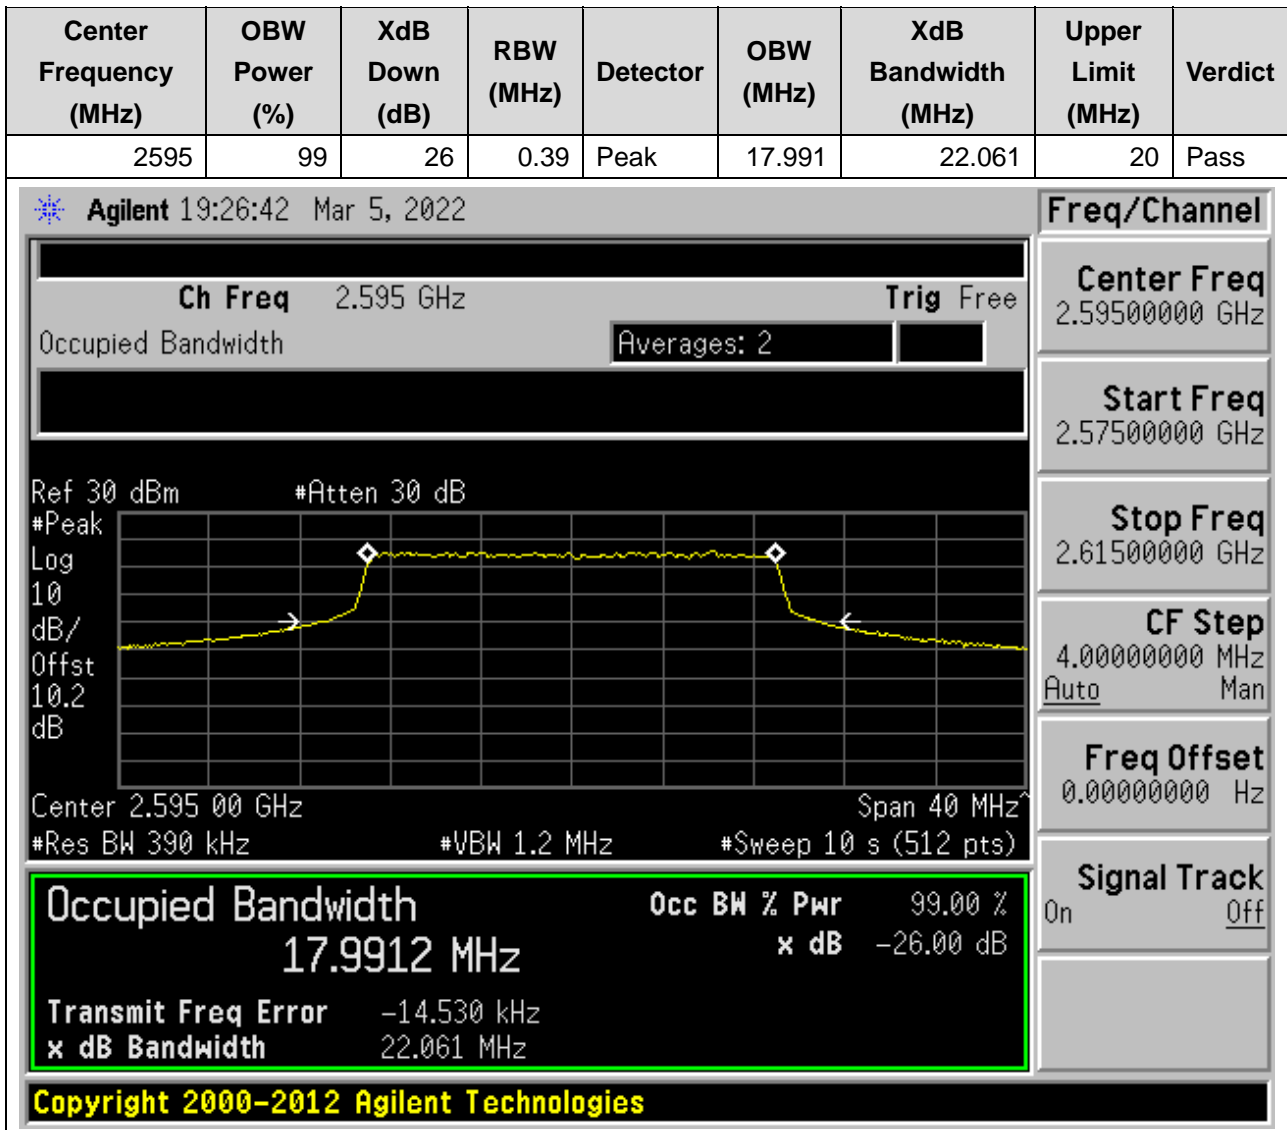 Center Frequency (MHz) OBW Power (%) XdB Down (dB) RBW (MHz) Detector OBW (MHz) XdB Bandwidth (MHz) Upper Limit (MHz) Verdict
2595 99 26 0.39 Peak 17.991 22.061 20 Pass
Agilent 19:26:42 Mar 5, 2022
Ch Freq 2.595 GHz Trig Free
Occupied Bandwidth Averages: 2
Ref 30 dBm #Atten 30 dB
#Peak
Log
10
dB/
Offst
10.2
dB
Center 2.595 00 GHz Span 40 MHz^
#Res BW 390 kHz #VBW 1.2 MHz #Sweep 10 s (512 pts)
Occupied Bandwidth Occ BW % Pwr 99.00 %
17.9912 MHz x dB -26.00 dB
Transmit Freq Error -14.530 kHz
x dB Bandwidth 22.061 MHz
Copyright 2000-2012 Agilent Technologies
Freq/Channel
Center Freq
2.59500000 GHz
Start Freq
2.57500000 GHz
Stop Freq
2.61500000 GHz
CF Step
4.00000000 MHz
Auto Man
Freq Offset
0.00000000 Hz
Signal Track
On Off